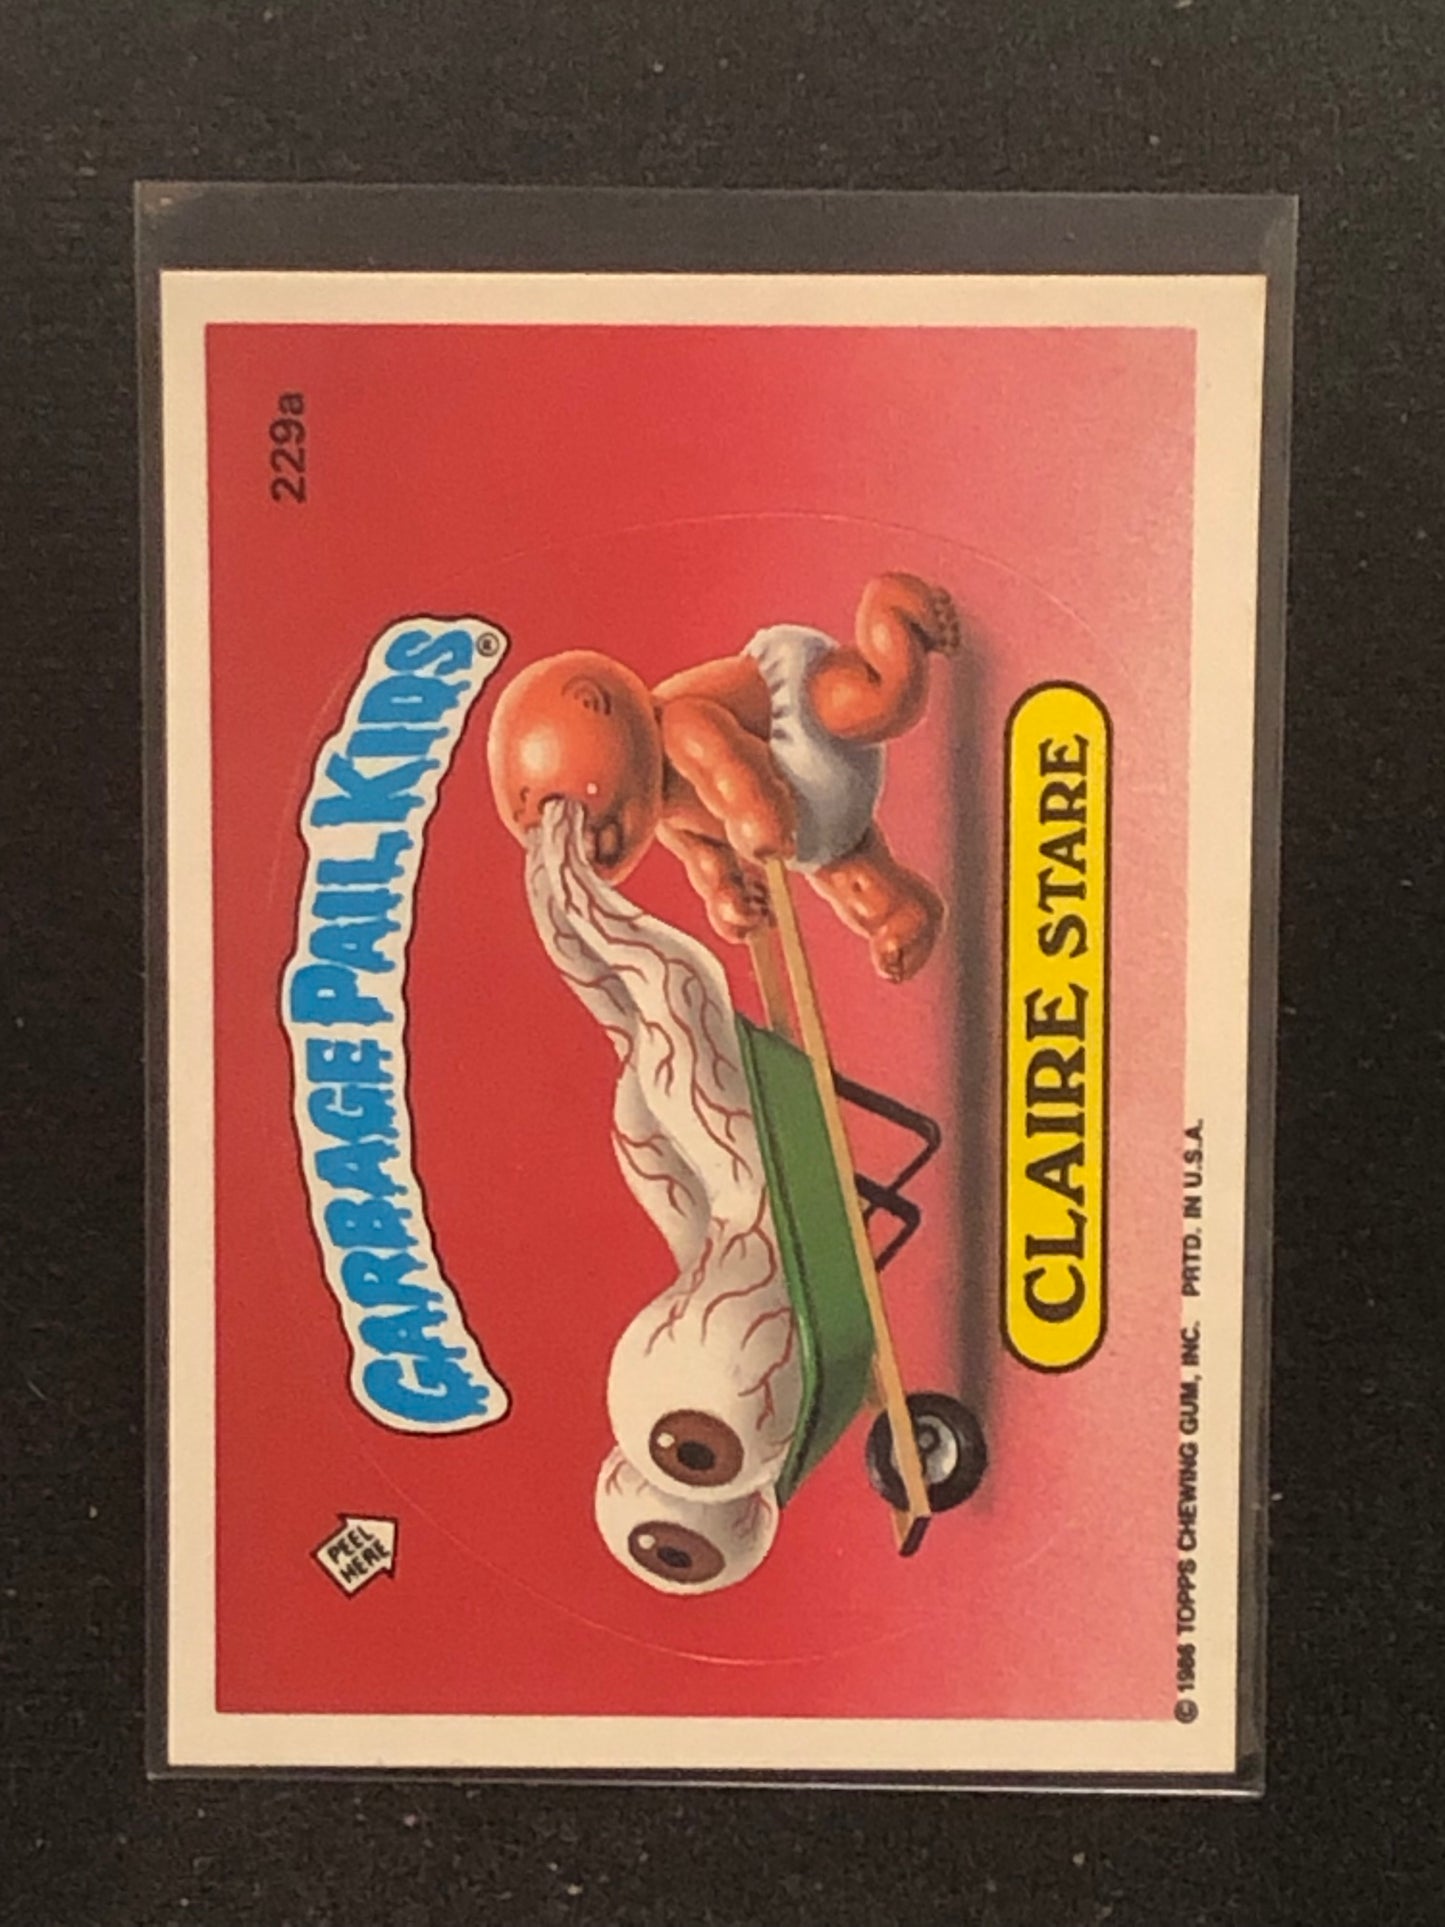 229a
GARBAGE PAIL KIDS®
PEEL
HERE
CLAIRE STARE
© 1986 TOPPS CHEWING GUM, INC. PRTD. IN U.S.A.